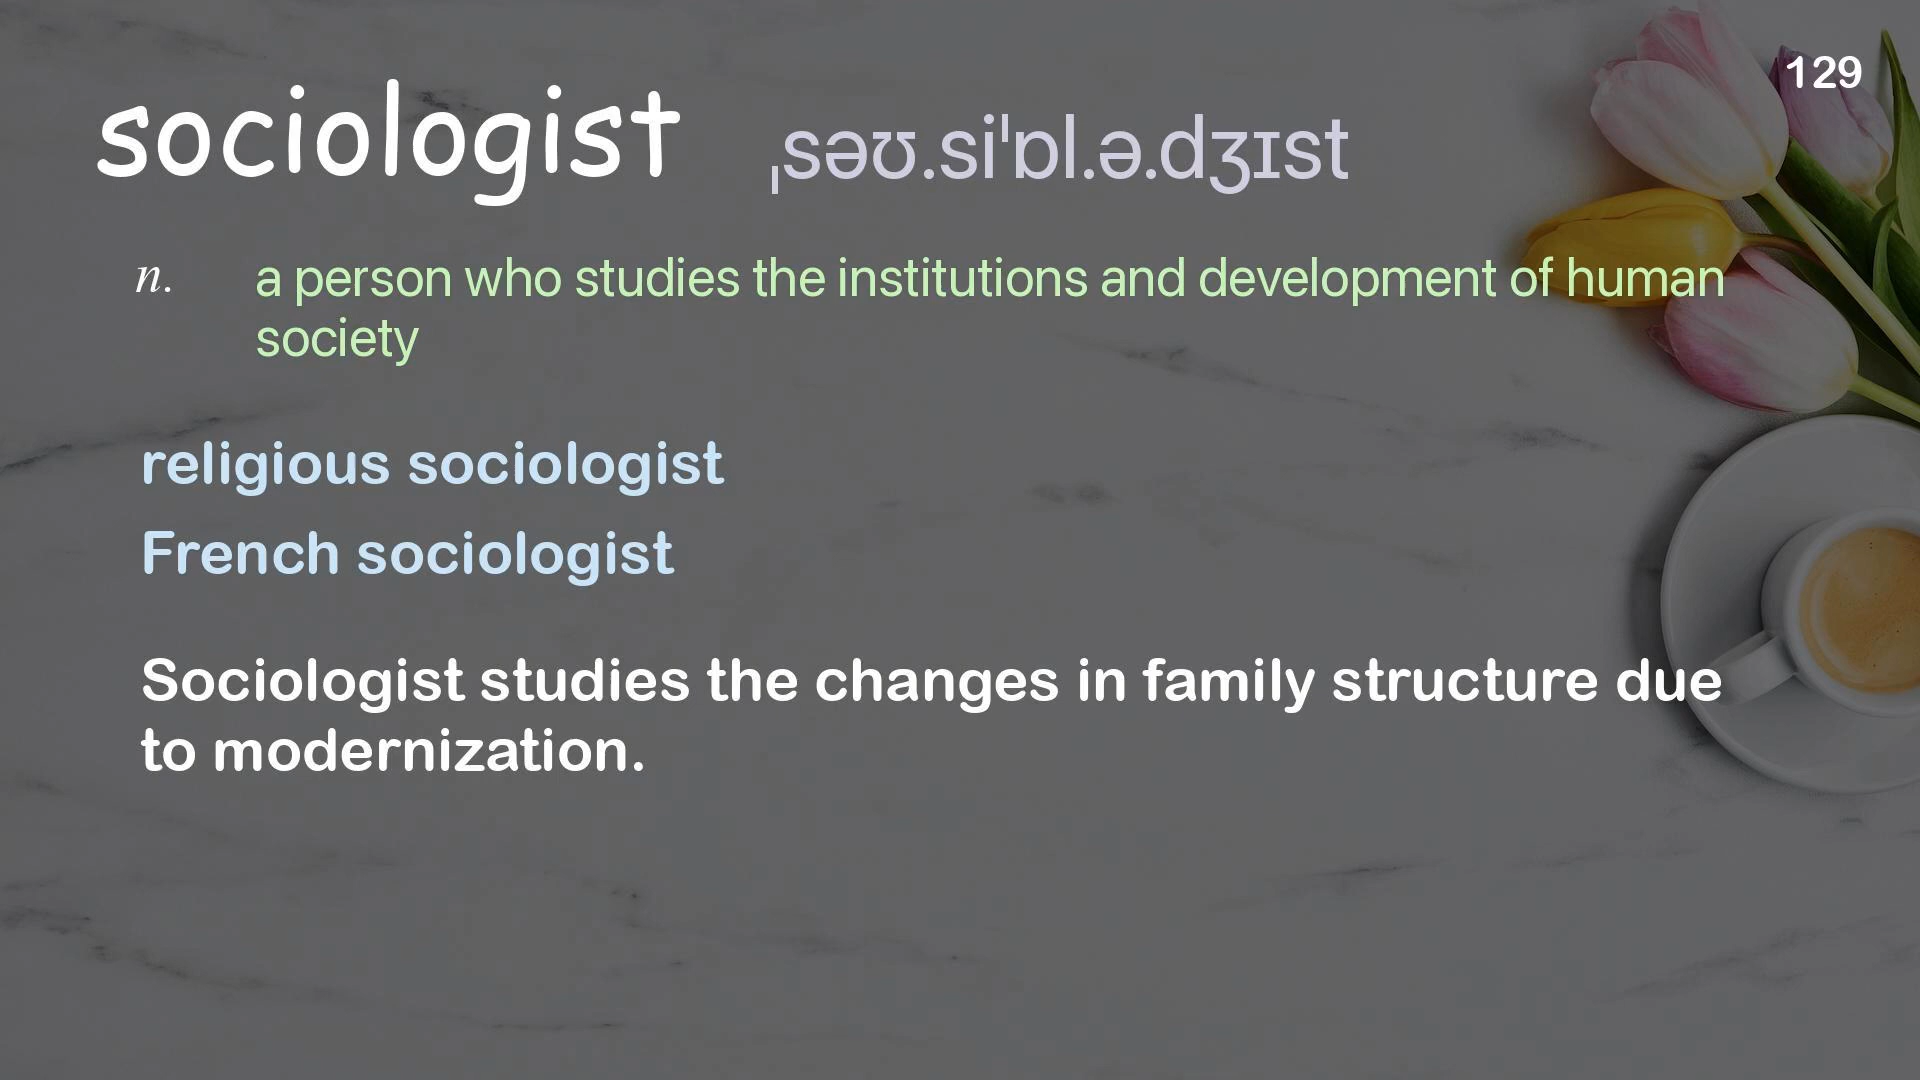 129
sociologist ˌsəʊ.siˈɒl.ə.dʒɪst
n. a person who studies the institutions and development of human
society
religious sociologist
French sociologist
Sociologist studies the changes in family structure due
to modernization.